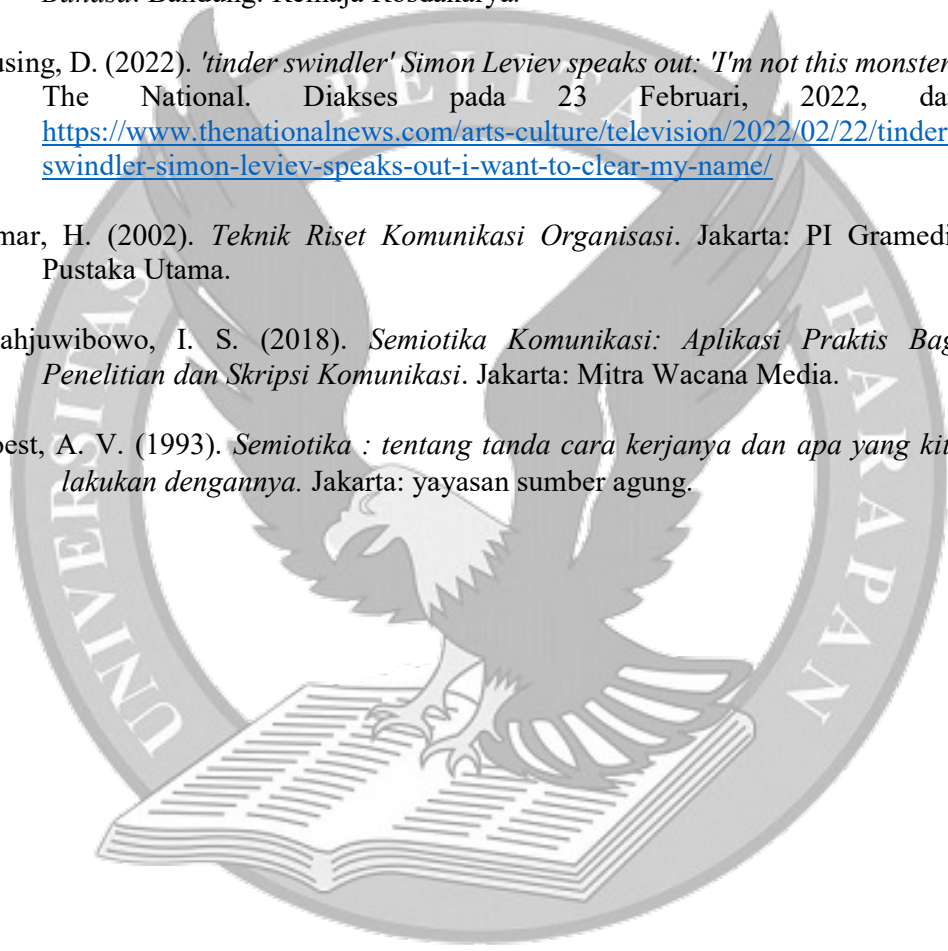 Bahasa. Bandung: Remaja Rosdakarya.
using, D. (2022). 'tinder swindler' Simon Leviev speaks out: 'I'm not this monster
The National. Diakses pada 23 Februari, 2022, da
https://www.thenationalnews.com/arts-culture/television/2022/02/22/tinder
swindler-simon-leviev-speaks-out-i-want-to-clear-my-name/
mar, H. (2002). Teknik Riset Komunikasi Organisasi. Jakarta: PI Gramedi
Pustaka Utama.
ahjuwibowo, I. S. (2018). Semiotika Komunikasi: Aplikasi Praktis Bag
Penelitian dan Skripsi Komunikasi. Jakarta: Mitra Wacana Media.
oest, A. V. (1993). Semiotika : tentang tanda cara kerjanya dan apa yang kit
lakukan dengannya. Jakarta: yayasan sumber agung.
UNIVERSITAS PELITA HARAPAN